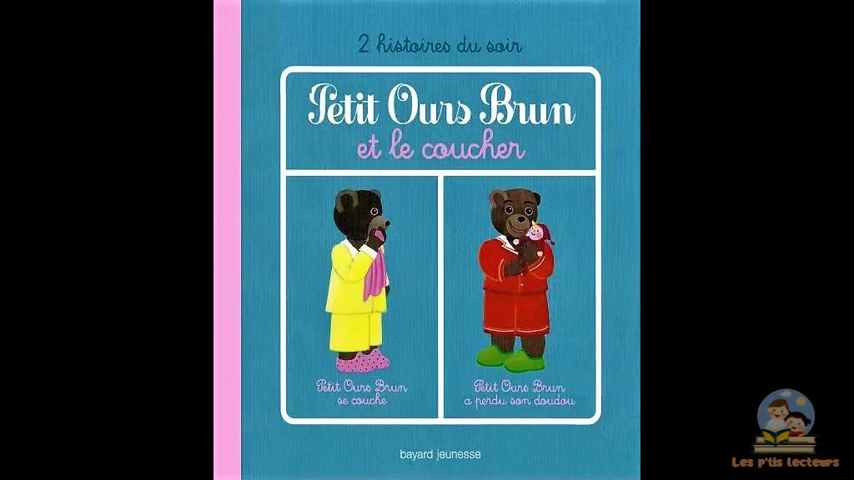 2 histoires du soir
Petit Ours Brun
et le coucher
Petit Ours Brun
se couche
Petit Ours Brun
a perdu son doudou
bayard jeunesse
Les p'tis lecteurs